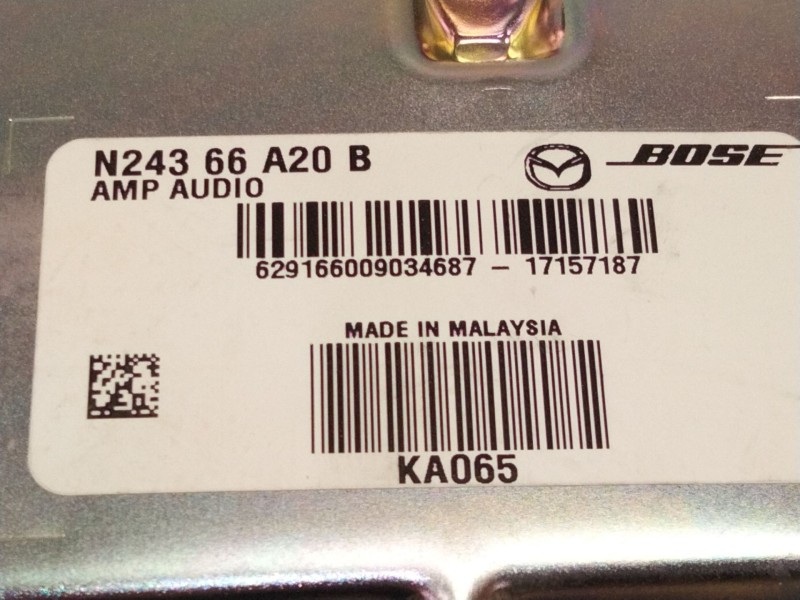 N243 66 A20 B
BOSE
AMP AUDIO
629166009034687 - 17157187
MADE IN MALAYSIA
KA065